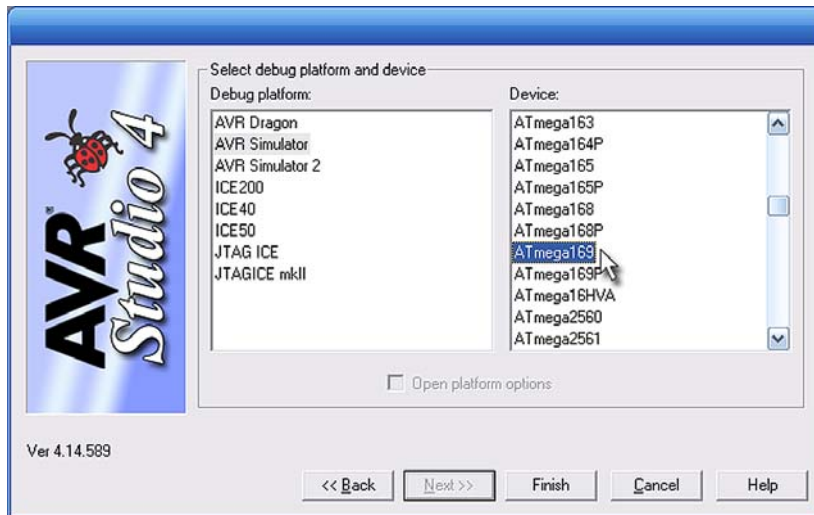 AVR Studio 4
Select debug platform and device
Debug platform:
AVR Dragon
AVR Simulator
AVR Simulator 2
ICE200
ICE40
ICE50
JTAG ICE
JTAGICE mkII
Device:
ATmega163
ATmega164P
ATmega165
ATmega165P
ATmega168
ATmega168P
ATmega169
ATmega169P
ATmega16HVA
ATmega2560
ATmega2561
Open platform options
Ver 4.14.589
<< Back
Next >>
Finish
Cancel
Help